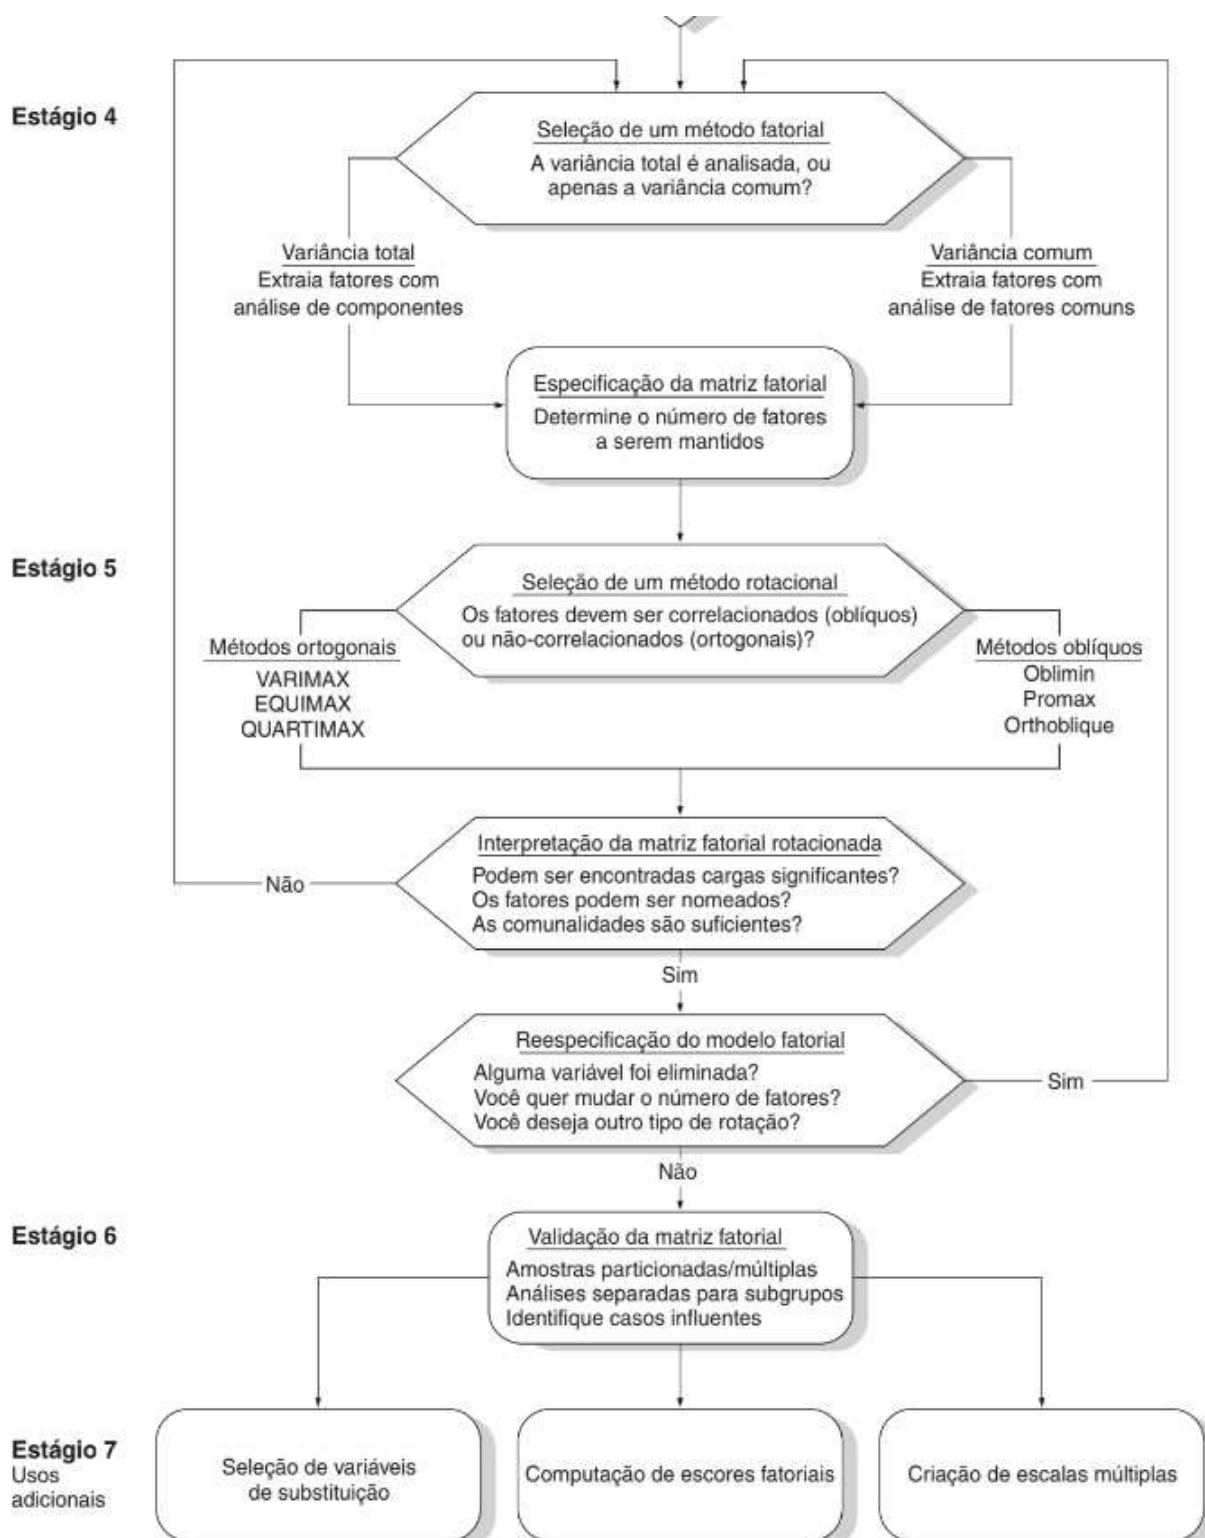 Estágio 4
Seleção de um método fatorial
A variância total é analisada, ou
apenas a variância comum?
Variância total
Extraia fatores com
análise de componentes
Variância comum
Extraia fatores com
análise de fatores comuns
Especificação da matriz fatorial
Determine o número de fatores
a serem mantidos
Estágio 5
Seleção de um método rotacional
Os fatores devem ser correlacionados (oblíquos)
ou não-correlacionados (ortogonais)?
Métodos ortogonais
VARIMAX
EQUIMAX
QUARTIMAX
Métodos oblíquos
Oblimin
Promax
Orthoblique
Interpretação da matriz fatorial rotacionada
Podem ser encontradas cargas significantes?
Os fatores podem ser nomeados?
As comunalidades são suficientes?
Não
Sim
Reespecificação do modelo fatorial
Alguma variável foi eliminada?
Você quer mudar o número de fatores?
Você deseja outro tipo de rotação?
Sim
Não
Estágio 6
Validação da matriz fatorial
Amostras particionadas/múltiplas
Análises separadas para subgrupos
Identifique casos influentes
Estágio 7
Usos
adicionais
Seleção de variáveis
de substituição
Computação de escores fatoriais
Criação de escalas múltiplas